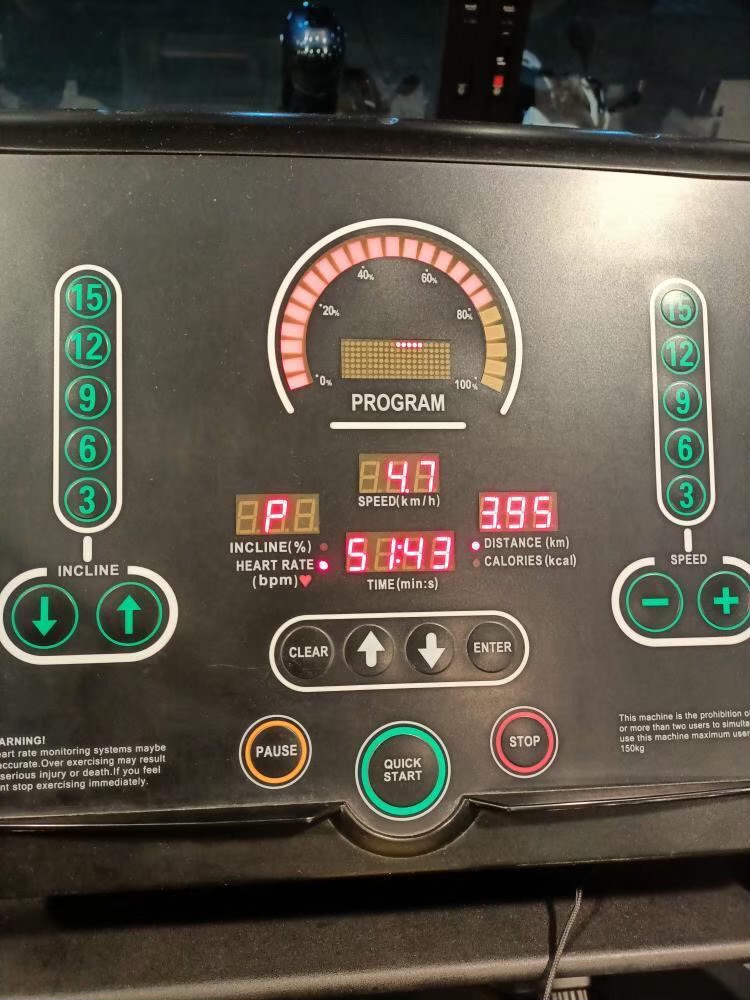 40%
60%
20%
80%
0%
100%
PROGRAM
15
12
9
6
3
INCLINE
15
12
9
6
3
SPEED
4.7
SPEED(km/h)
P
INCLINE(%)
HEART RATE
(bpm)
3.95
DISTANCE (km)
CALORIES (kcal)
51:43
TIME(min:s)
CLEAR
ENTER
PAUSE
QUICK
START
STOP
ARNING!
eart rate monitoring systems maybe
accurate.Over exercising may result
serious injury or death.If you feel
nt stop exercising immediately.
This machine is the prohibition o
or more than two users to simulta
use this machine maximum user
150kg